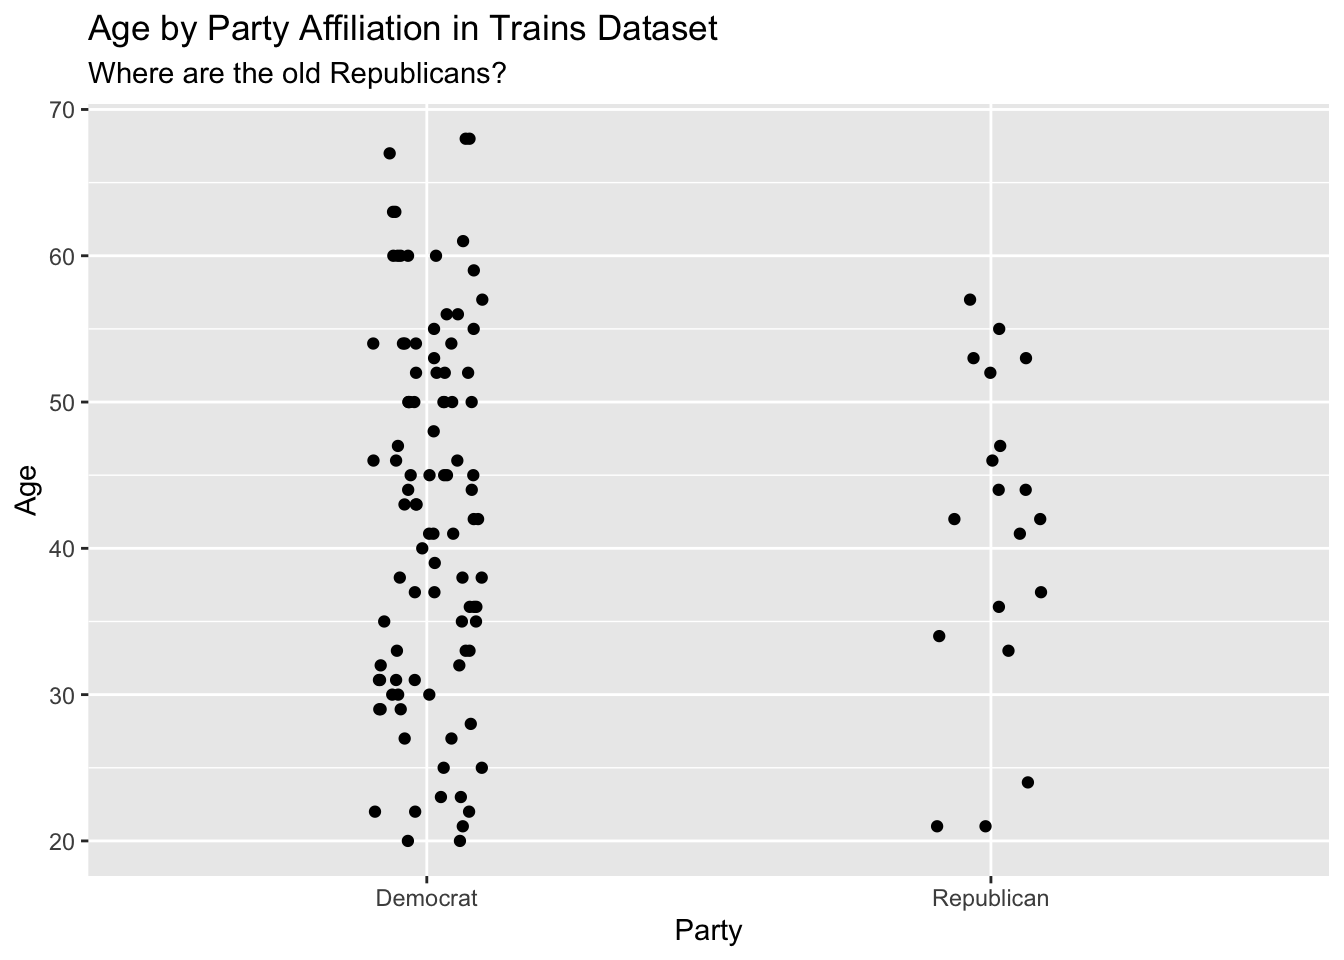 Age by Party Affiliation in Trains Dataset
Where are the old Republicans?
70
60
50
40
30
20
Age
Democrat
Republican
Party